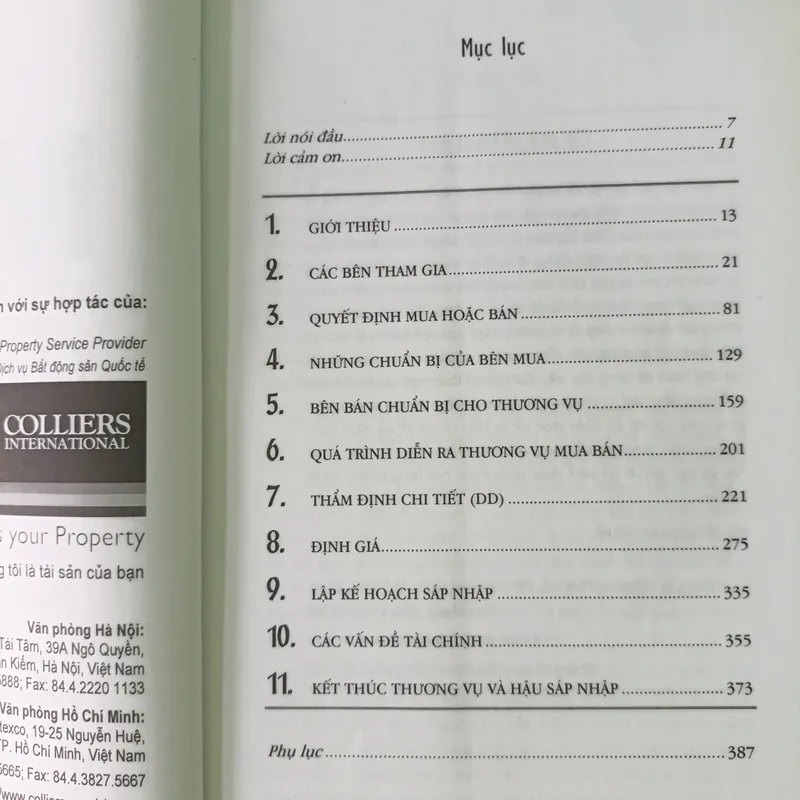 với sự hợp tác của:
Property Service Provider
Dịch vụ Bất động sản Quốc tế
COLLIERS
INTERNATIONAL
your Property
tôi là tài sản của bạn
Văn phòng Hà Nội:
Tài Tâm, 39A Ngô Quyền,
Kiếm, Hà Nội, Việt Nam
5888; Fax: 84.4.2220 1133
Văn phòng Hồ Chí Minh:
19-25 Nguyễn Huệ,
TP. Hồ Chí Minh, Việt Nam
5665; Fax: 84.4.3827.5667
Mục lục
Lời nói đầu 7
Lời cảm ơn 11
1. GIỚI THIỆU 13
2. CÁC BÊN THAM GIA 21
3. QUYẾT ĐỊNH MUA HOẶC BÁN 81
4. NHỮNG CHUẨN BỊ CỦA BÊN MUA 129
5. BÊN BÁN CHUẨN BỊ CHO THƯƠNG VỤ 159
6. QUÁ TRÌNH DIỄN RA THƯƠNG VỤ MUA BÁN 201
7. THẨM ĐỊNH CHI TIẾT (DD) 221
8. ĐỊNH GIÁ 275
9. LẬP KẾ HOẠCH SÁP NHẬP 335
10. CÁC VẤN ĐỀ TÀI CHÍNH 355
11. KẾT THÚC THƯƠNG VỤ VÀ HẬU SÁP NHẬP 373
Phụ lục 387